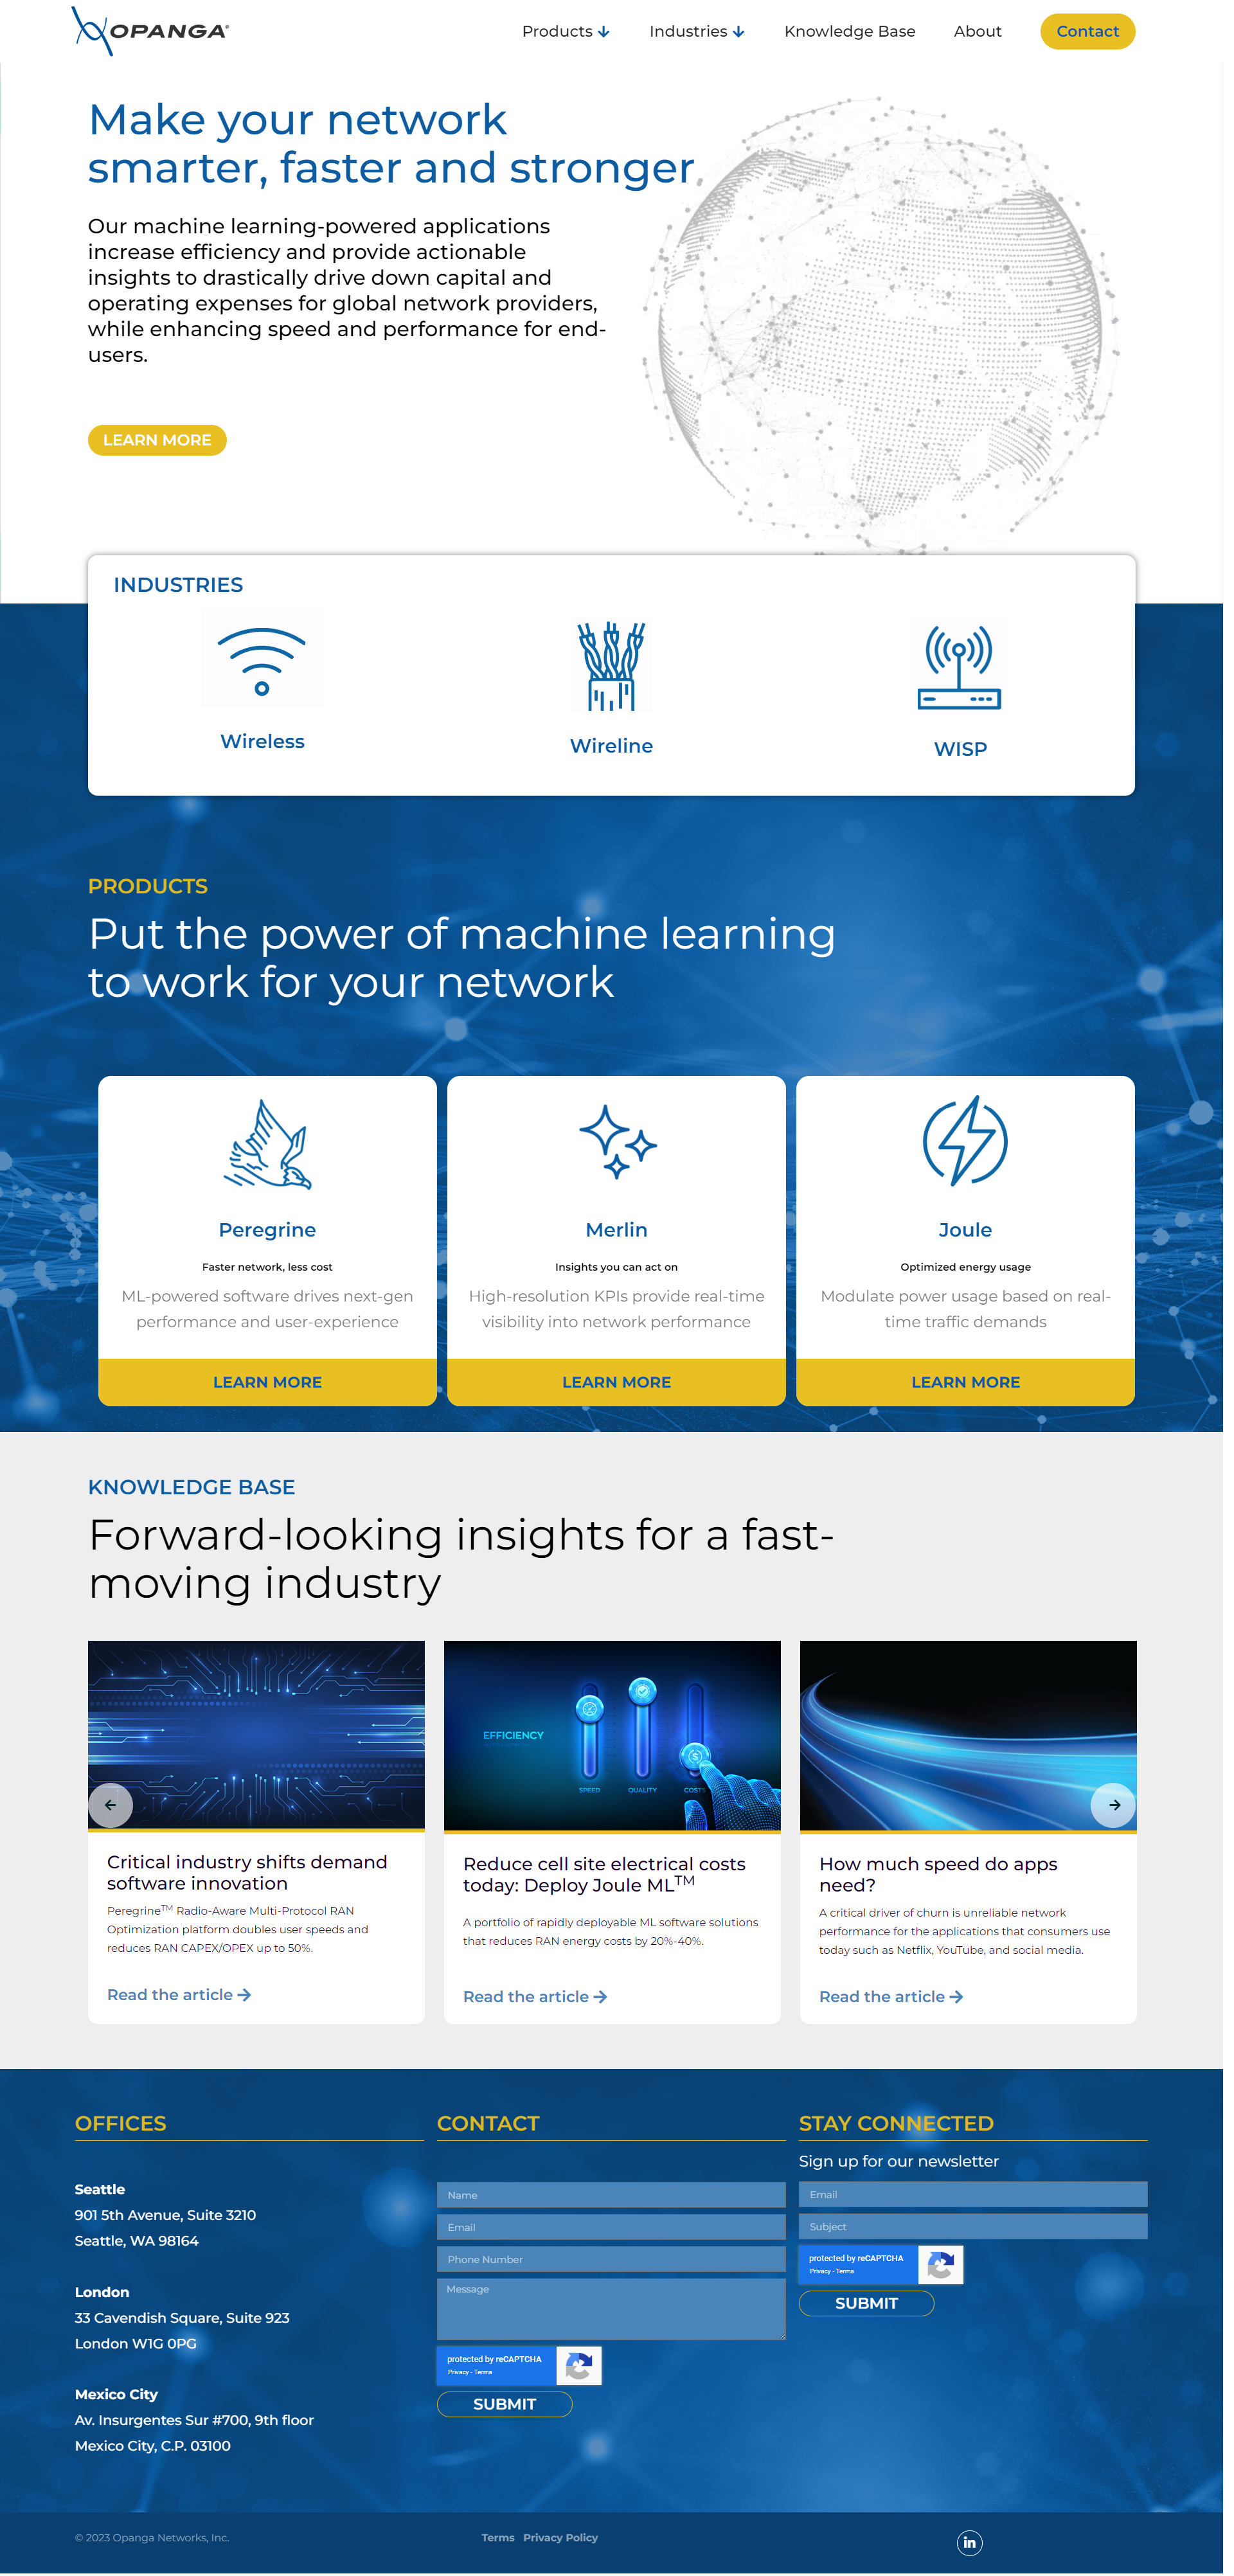 OPANGA®
Products
Industries
Knowledge Base
About
Contact
Make your network
smarter, faster and stronger
Our machine learning-powered applications
increase efficiency and provide actionable
insights to drastically drive down capital and
operating expenses for global network providers,
while enhancing speed and performance for end-
users.
LEARN MORE
INDUSTRIES
Wireless
Wireline
WISP
PRODUCTS
Put the power of machine learning
to work for your network
Peregrine
Faster network, less cost
ML-powered software drives next-gen
performance and user-experience
LEARN MORE
Merlin
Insights you can act on
High-resolution KPIs provide real-time
visibility into network performance
LEARN MORE
Joule
Optimized energy usage
Modulate power usage based on real-
time traffic demands
LEARN MORE
KNOWLEDGE BASE
Forward-looking insights for a fast-
moving industry
Critical industry shifts demand
software innovation
Peregrine™ Radio-Aware Multi-Protocol RAN
Optimization platform doubles user speeds and
reduces RAN CAPEX/OPEX up to 50%.
Read the article
EFFICIENCY
SPEED
QUALITY
COSTS
Reduce cell site electrical costs
today: Deploy Joule ML™
A portfolio of rapidly deployable ML software solutions
that reduces RAN energy costs by 20%-40%.
Read the article
How much speed do apps
need?
A critical driver of churn is unreliable network
performance for the applications that consumers use
today such as Netflix, YouTube, and social media.
Read the article
OFFICES
Seattle
901 5th Avenue, Suite 3210
Seattle, WA 98164
London
33 Cavendish Square, Suite 923
London W1G 0PG
Mexico City
Av. Insurgentes Sur #700, 9th floor
Mexico City, C.P. 03100
CONTACT
Name
Email
Phone Number
Message
protected by reCAPTCHA
Privacy - Terms
SUBMIT
STAY CONNECTED
Sign up for our newsletter
Email
Subject
protected by reCAPTCHA
Privacy - Terms
SUBMIT
© 2023 Opanga Networks, Inc.
Terms Privacy Policy
in